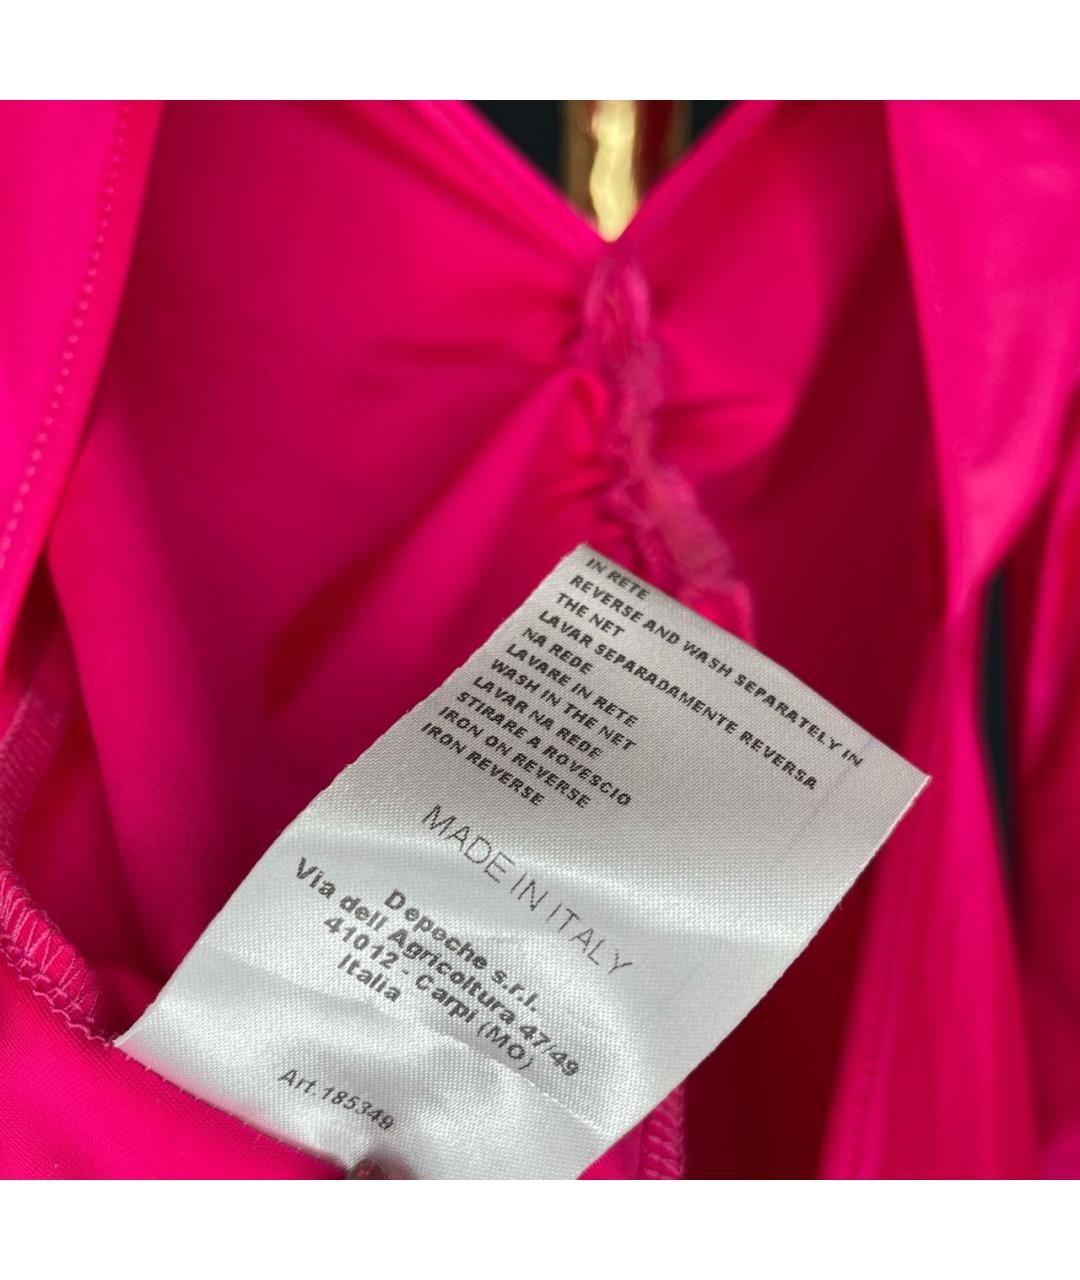 IN RETE
REVERSE AND WASH SEPARATELY IN
THE NET
LAVAR SEPARADAMENTE REVERSA
NA REDE
LAVARE IN RETE
WASH IN THE NET
LAVAR NA REDE
STIRARE A ROVESCIO
IRON ON REVERSE
IRON REVERSE
MADE IN ITALY
Depeche s.r.l.
Via dell Agricoltura 47/49
41012 - Carpi (MO)
Italia
Art.185349